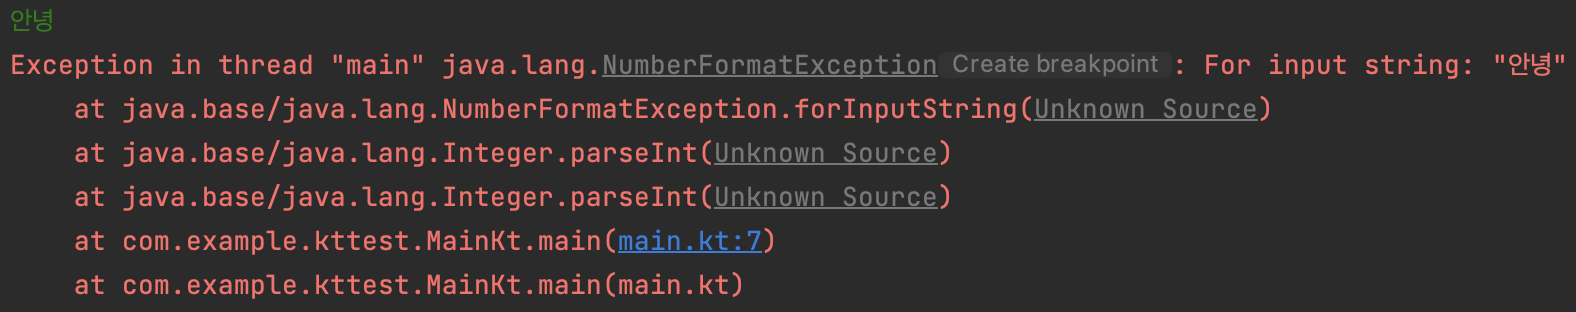 안녕
Exception in thread "main" java.lang.NumberFormatException Create breakpoint : For input string: "안녕"
at java.base/java.lang.NumberFormatException.forInputString(Unknown Source)
at java.base/java.lang.Integer.parseInt(Unknown Source)
at java.base/java.lang.Integer.parseInt(Unknown Source)
at com.example.kttest.MainKt.main(main.kt:7)
at com.example.kttest.MainKt.main(main.kt)